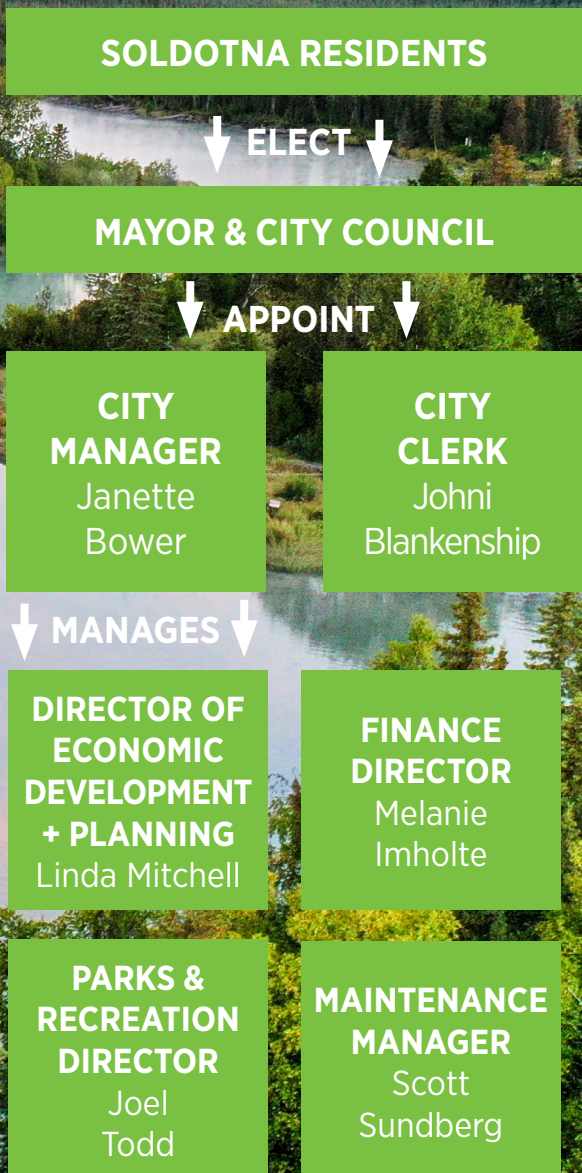 SOLDOTNA RESIDENTS
ELECT
MAYOR & CITY COUNCIL
APPOINT
CITY
MANAGER
Janette
Bower
CITY
CLERK
Johni
Blankenship
MANAGES
DIRECTOR OF
ECONOMIC
DEVELOPMENT
+ PLANNING
Linda Mitchell
FINANCE
DIRECTOR
Melanie
Imholte
PARKS &
RECREATION
DIRECTOR
Joel
Todd
MAINTENANCE
MANAGER
Scott
Sundberg